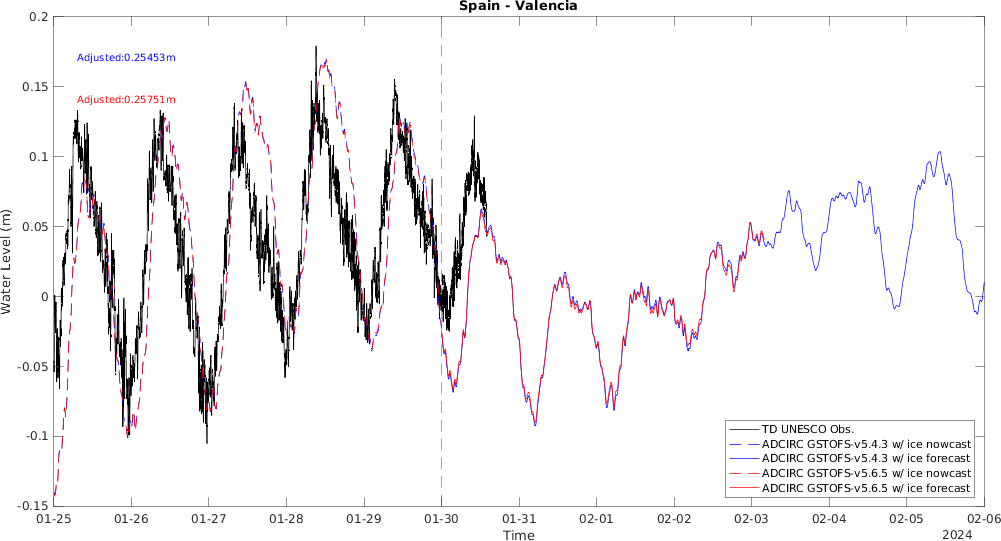 Spain - Valencia
0.2
0.15
0.1
0.05
0
-0.05
-0.1
-0.15
Water Level (m)
Adjusted:0.25453m
Adjusted:0.25751m
TD UNESCO Obs.
ADCIRC GSTOFS-v5.4.3 w/ ice nowcast
ADCIRC GSTOFS-v5.4.3 w/ ice forecast
ADCIRC GSTOFS-v5.6.5 w/ ice nowcast
ADCIRC GSTOFS-v5.6.5 w/ ice forecast
01-25 01-26 01-27 01-28 01-29 01-30 01-31 02-01 02-02 02-03 02-04 02-05 02-06
Time
2024